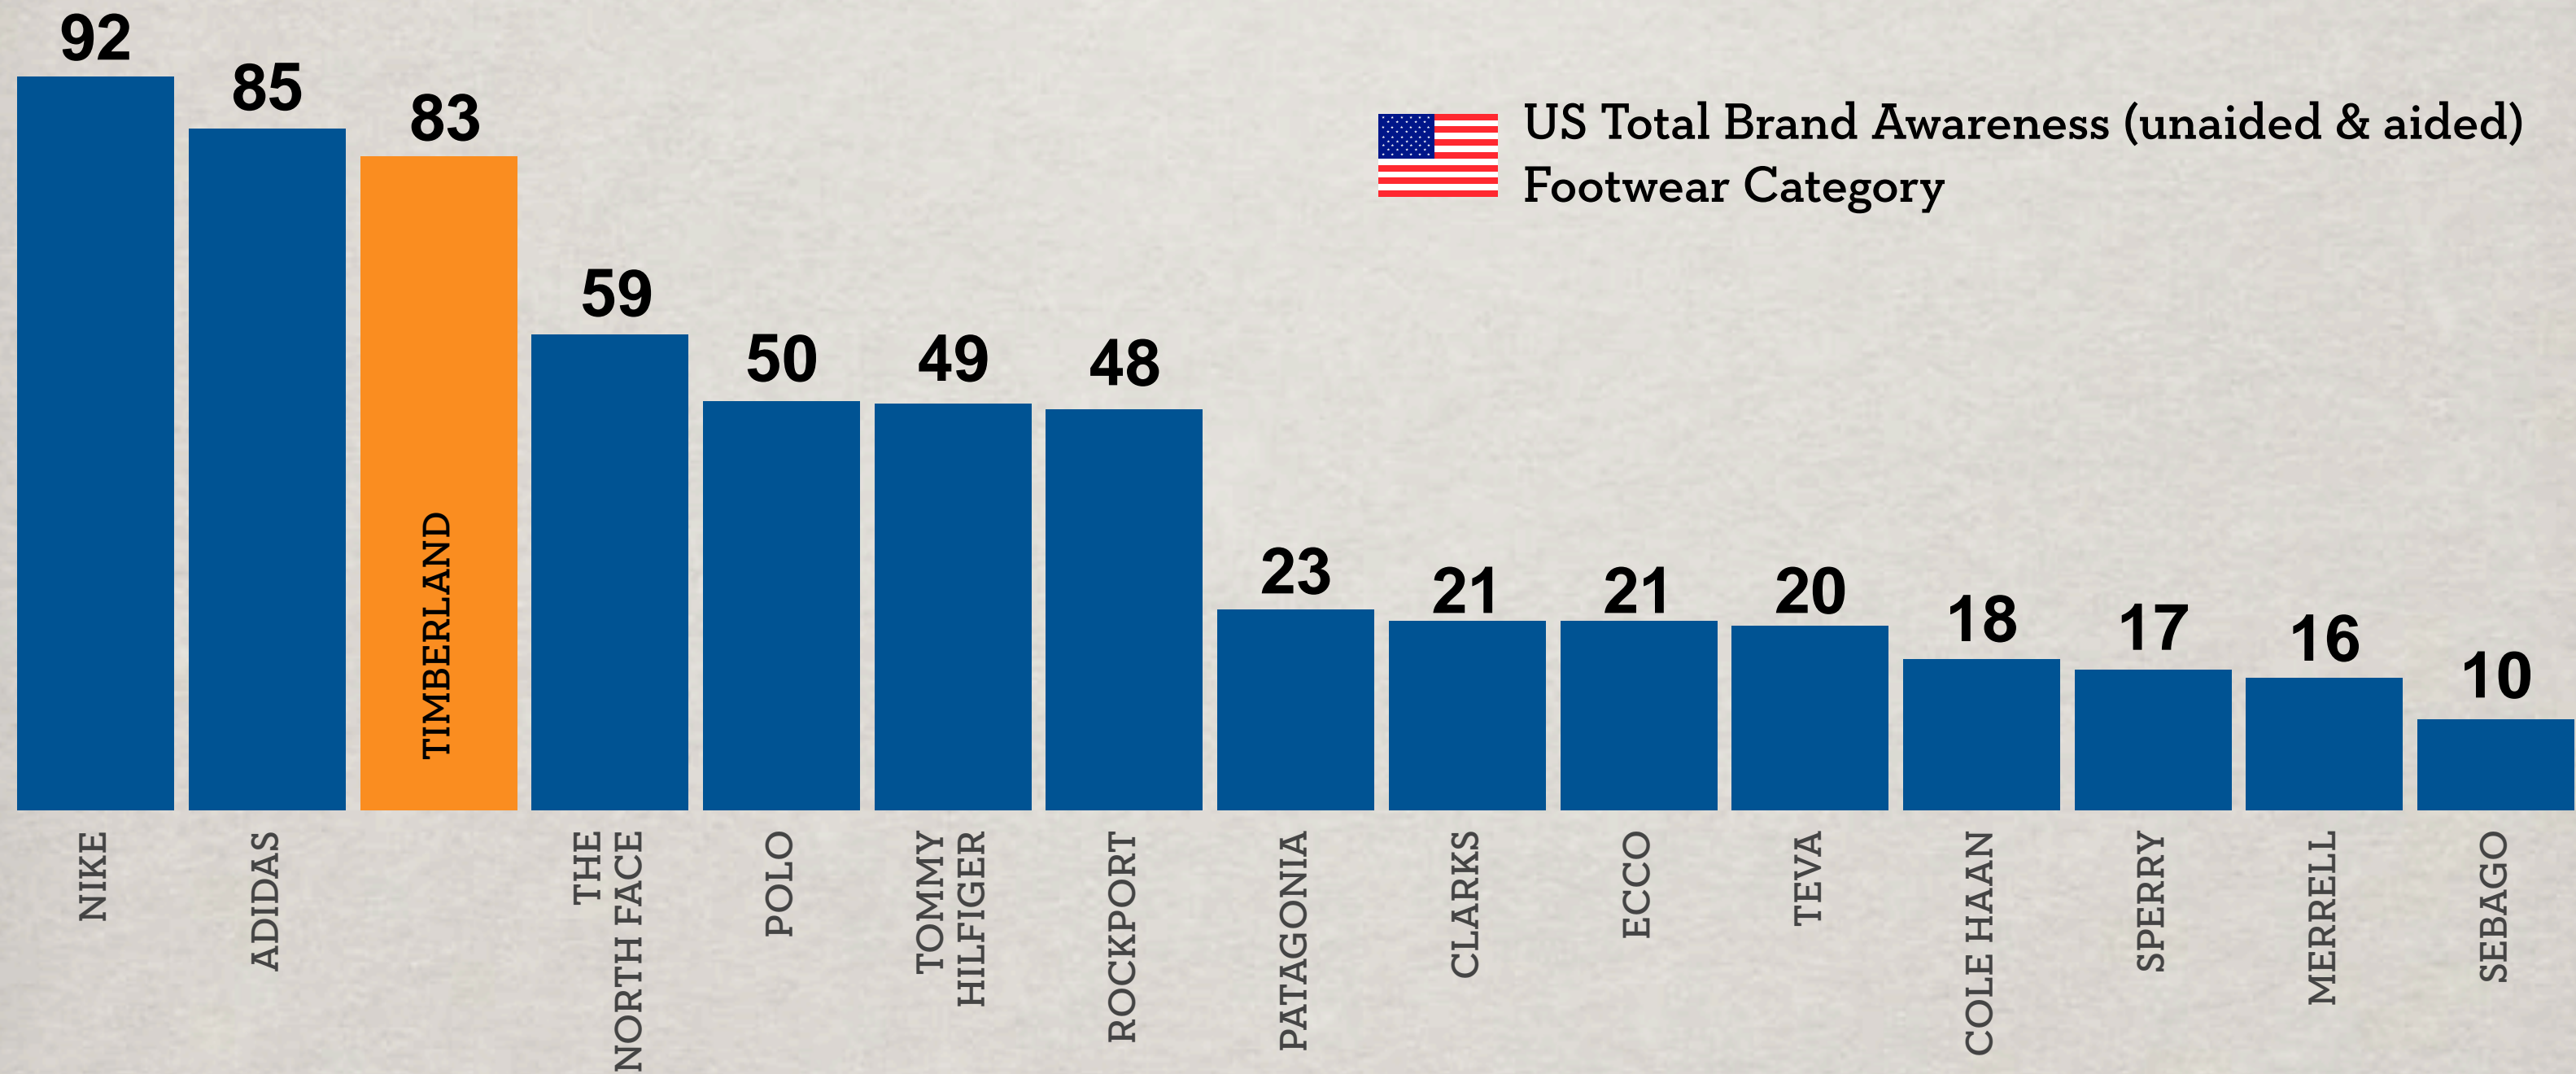 92
85
83
59
50
49
48
23
21
21
20
18
17
16
10
US Total Brand Awareness (unaided & aided)
Footwear Category
NIKE
ADIDAS
TIMBERLAND
THE
NORTH FACE
POLO
TOMMY
HILFIGER
ROCKPORT
PATAGONIA
CLARKS
ECCO
TEVA
COLE HAAN
SPERRY
MERRELL
SEBAGO